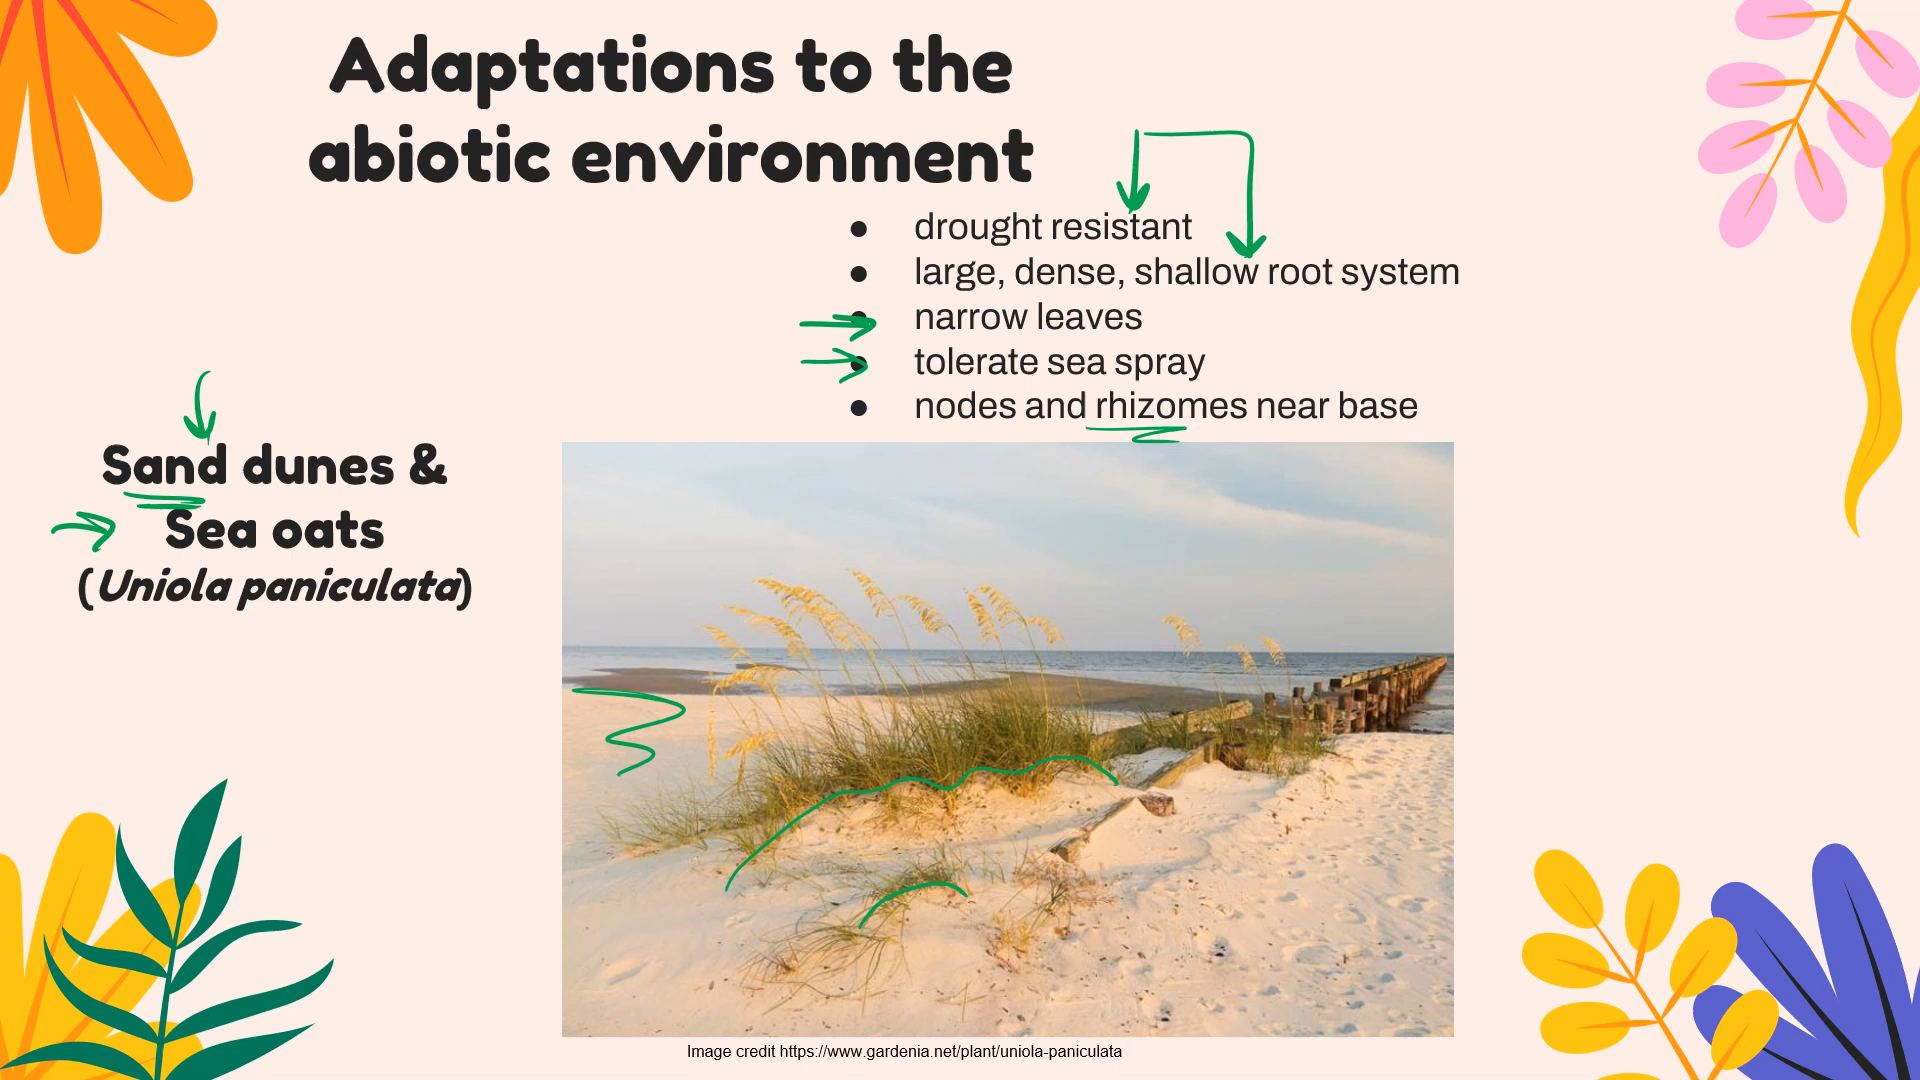 Adaptations to the
abiotic environment
● drought resistant
● large, dense, shallow root system
● narrow leaves
● tolerate sea spray
● nodes and rhizomes near base
Sand dunes &
Sea oats
(Uniola paniculata)
Image credit https://www.gardenia.net/plant/uniola-paniculata